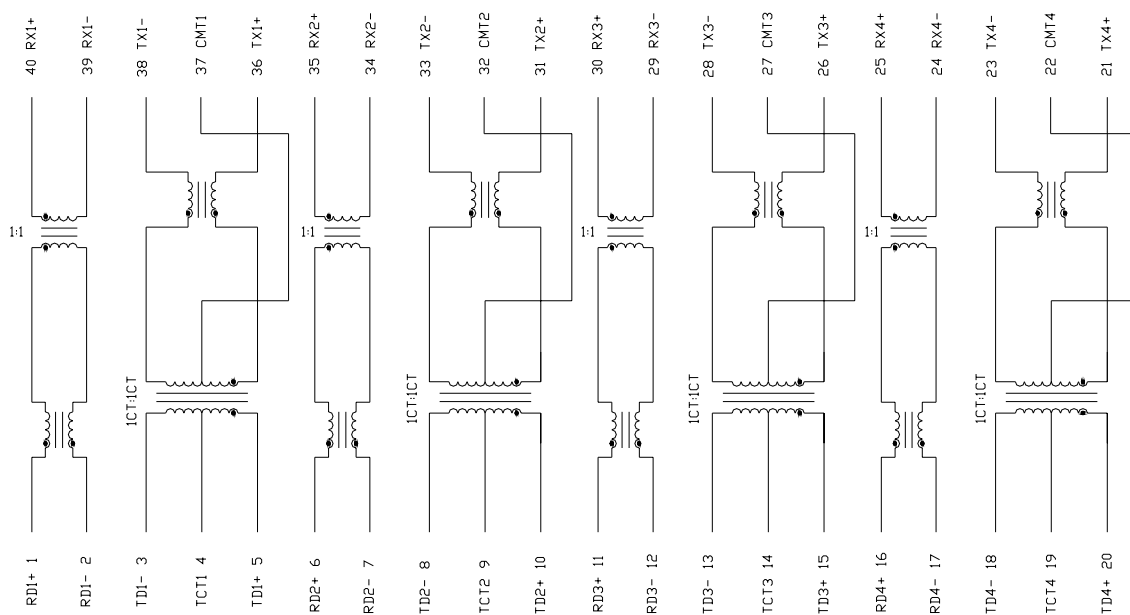 40 RX1+
39 RX1-
38 TX1-
37 CMT1
36 TX1+
35 RX2+
34 RX2-
33 TX2-
32 CMT2
31 TX2+
30 RX3+
29 RX3-
28 TX3-
27 CMT3
26 TX3+
25 RX4+
24 RX4-
23 TX4-
22 CMT4
21 TX4+
1:1
1:1
1:1
1:1
1CT:1CT
1CT:1CT
1CT:1CT
1CT:1CT
RD1+ 1
RD1- 2
TD1- 3
TCT1 4
TD1+ 5
RD2+ 6
RD2- 7
TD2- 8
TCT2 9
TD2+ 10
RD3+ 11
RD3- 12
TD3- 13
TCT3 14
TD3+ 15
RD4+ 16
RD4- 17
TD4- 18
TCT4 19
TD4+ 20